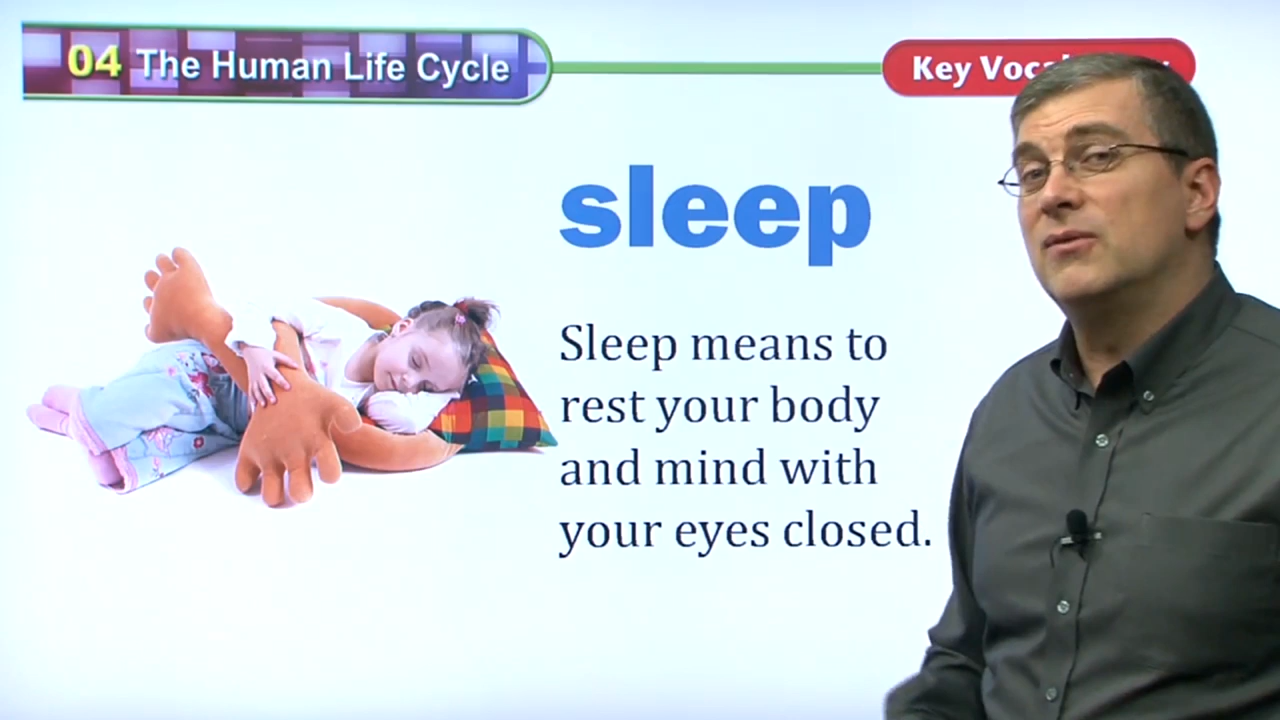 04 The Human Life Cycle
Key
sleep
Sleep means to
rest your body
and mind with
your eyes closed.